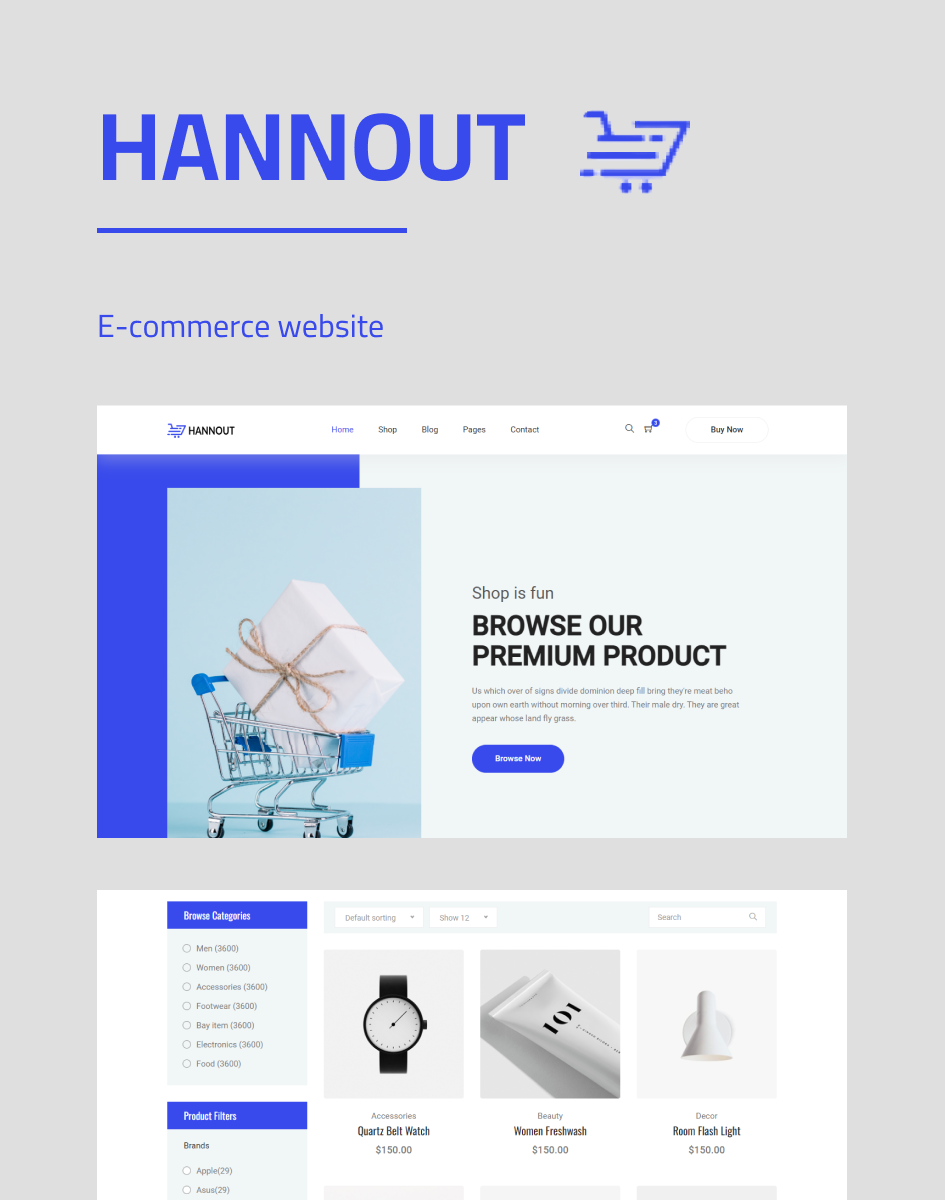 HANNOUT
E-commerce website
HANNOUT
Home Shop Blog Pages Contact
3
Buy Now
Shop is fun
BROWSE OUR
PREMIUM PRODUCT
Us which over of signs divide dominion deep fill bring they're meat beho
upon own earth without morning over third. Their male dry. They are great
appear whose land fly grass.
Browse Now
Browse Categories
Men (3600)
Women (3600)
Accessories (3600)
Footwear (3600)
Bay item (3600)
Electronics (3600)
Food (3600)
Product Filters
Brands
Apple(29)
Asus(29)
Default sorting
Show 12
Search
101
Accessories
Quartz Belt Watch
$150.00
Beauty
Women Freshwash
$150.00
Decor
Room Flash Light
$150.00